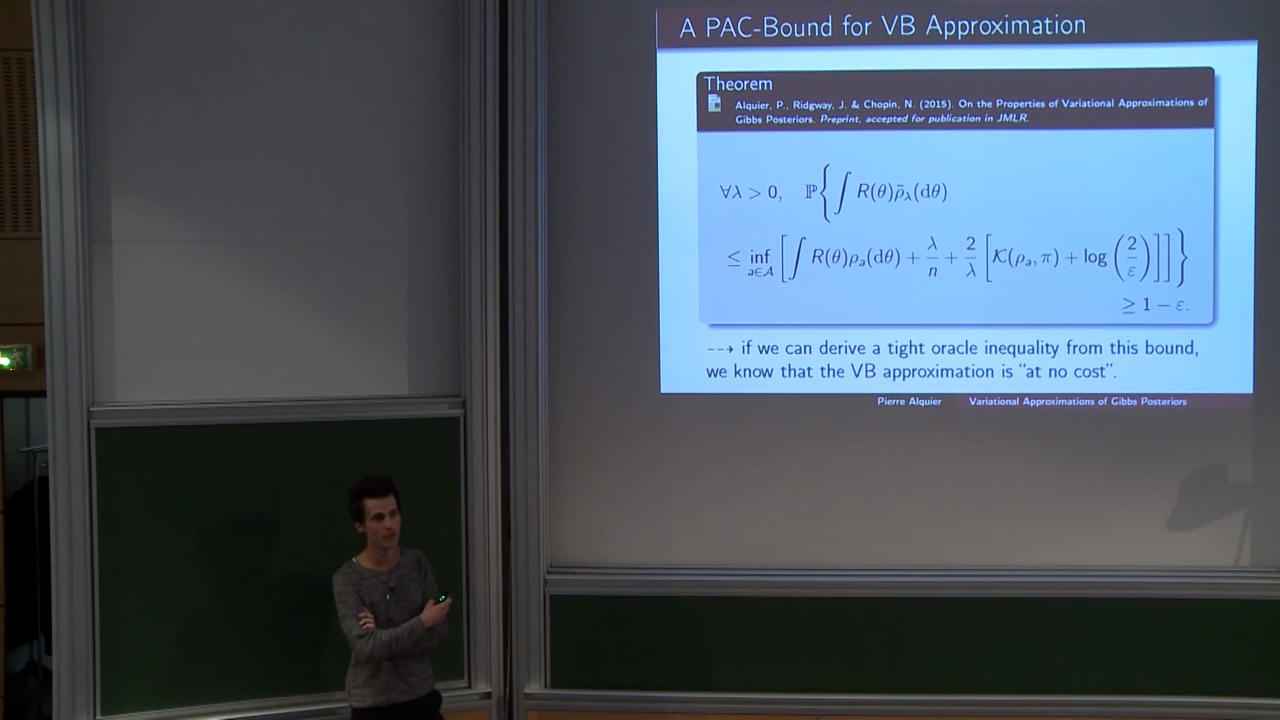 A PAC-Bound for VB Approximation
Theorem
Alquier, P., Ridgway, J. & Chopin, N. (2015). On the Properties of Variational Approximations of
Gibbs Posteriors. Preprint, accepted for publication in JMLR.
∀λ > 0, ℙ{∫ R(θ)ρ̃_λ(dθ)
≤ inf_{a∈𝒜} [∫ R(θ)ρ_a(dθ) + λ/n + 2/λ [𝒦(ρ_a, π) + log (2/ε)]]}
≥ 1 − ε.
⇢ if we can derive a tight oracle inequality from this bound,
we know that the VB approximation is “at no cost”.
Pierre Alquier Variational Approximations of Gibbs Posteriors